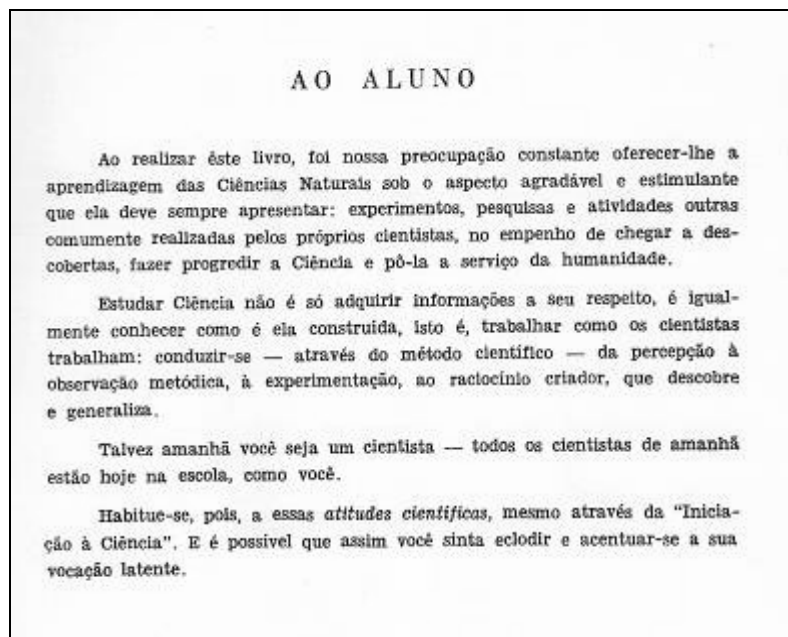 AO ALUNO
Ao realizar êste livro, foi nossa preocupação constante oferecer-lhe a
aprendizagem das Ciências Naturais sob o aspecto agradável e estimulante
que ela deve sempre apresentar: experimentos, pesquisas e atividades outras
comumente realizadas pelos próprios cientistas, no empenho de chegar a des-
cobertas, fazer progredir a Ciência e pô-la a serviço da humanidade.
Estudar Ciência não é só adquirir informações a seu respeito, é igual-
mente conhecer como é ela construida, isto é, trabalhar como os cientistas
trabalham: conduzir-se — através do método científico — da percepção à
observação metódica, à experimentação, ao raciocínio criador, que descobre
e generaliza.
Talvez amanhã você seja um cientista — todos os cientistas de amanhã
estão hoje na escola, como você.
Habitue-se, pois, a essas atitudes científicas, mesmo através da "Inicia-
ção à Ciência". E é possível que assim você sinta eclodir e acentuar-se a sua
vocação latente.